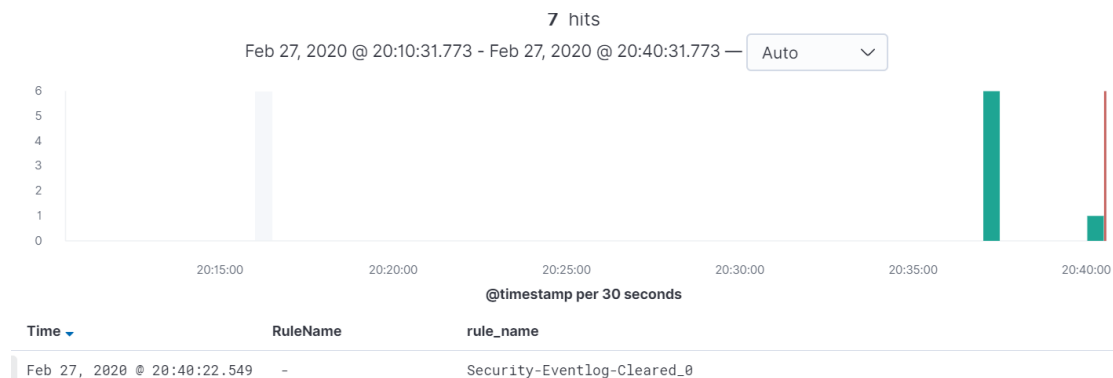 7 hits
Feb 27, 2020 @ 20:10:31.773 - Feb 27, 2020 @ 20:40:31.773 — Auto
6
5
4
3
2
1
0
20:15:00 20:20:00 20:25:00 20:30:00 20:35:00 20:40:00
@timestamp per 30 seconds
Time RuleName rule_name
Feb 27, 2020 @ 20:40:22.549 - Security-Eventlog-Cleared_0